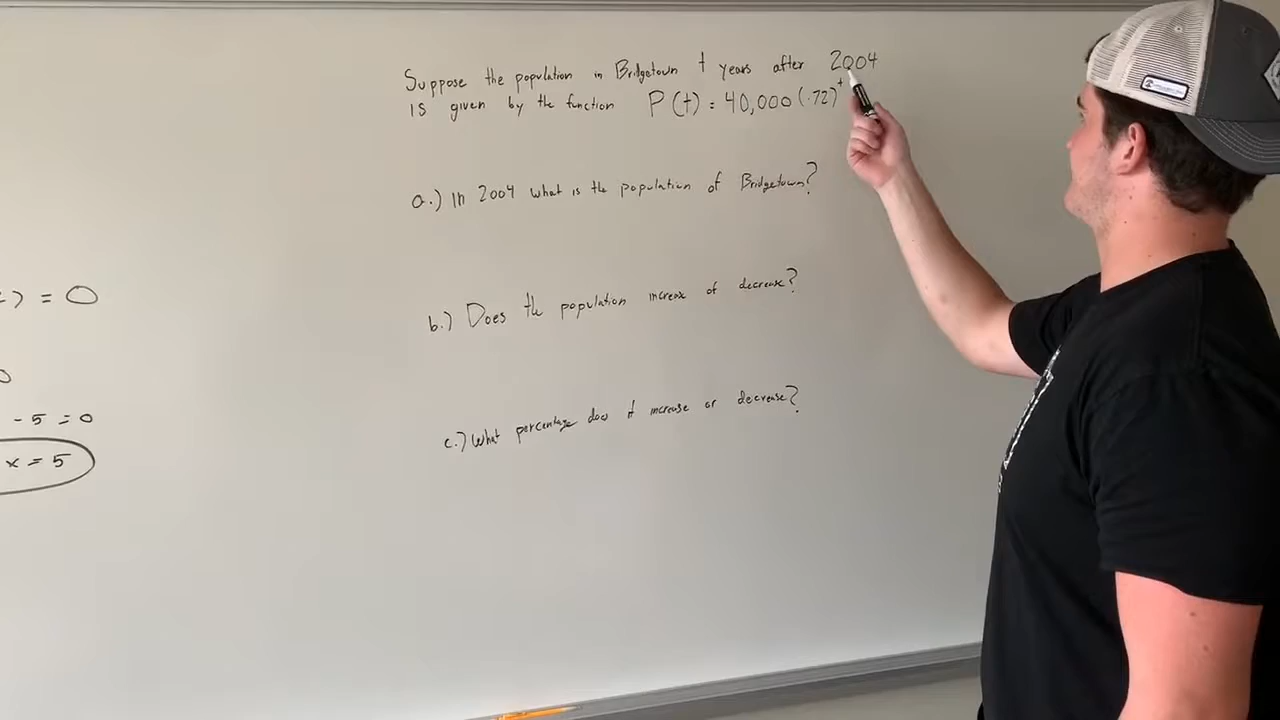 Suppose the population in Bridgetown t years after 2004
is given by the function P(t) = 40,000(.72)^t
a.) In 2004 what is the population of Bridgetown?
b.) Does the population increase of decrease?
c.) What percentage does it increase or decrease?
= 0
- 5 = 0
x = 5